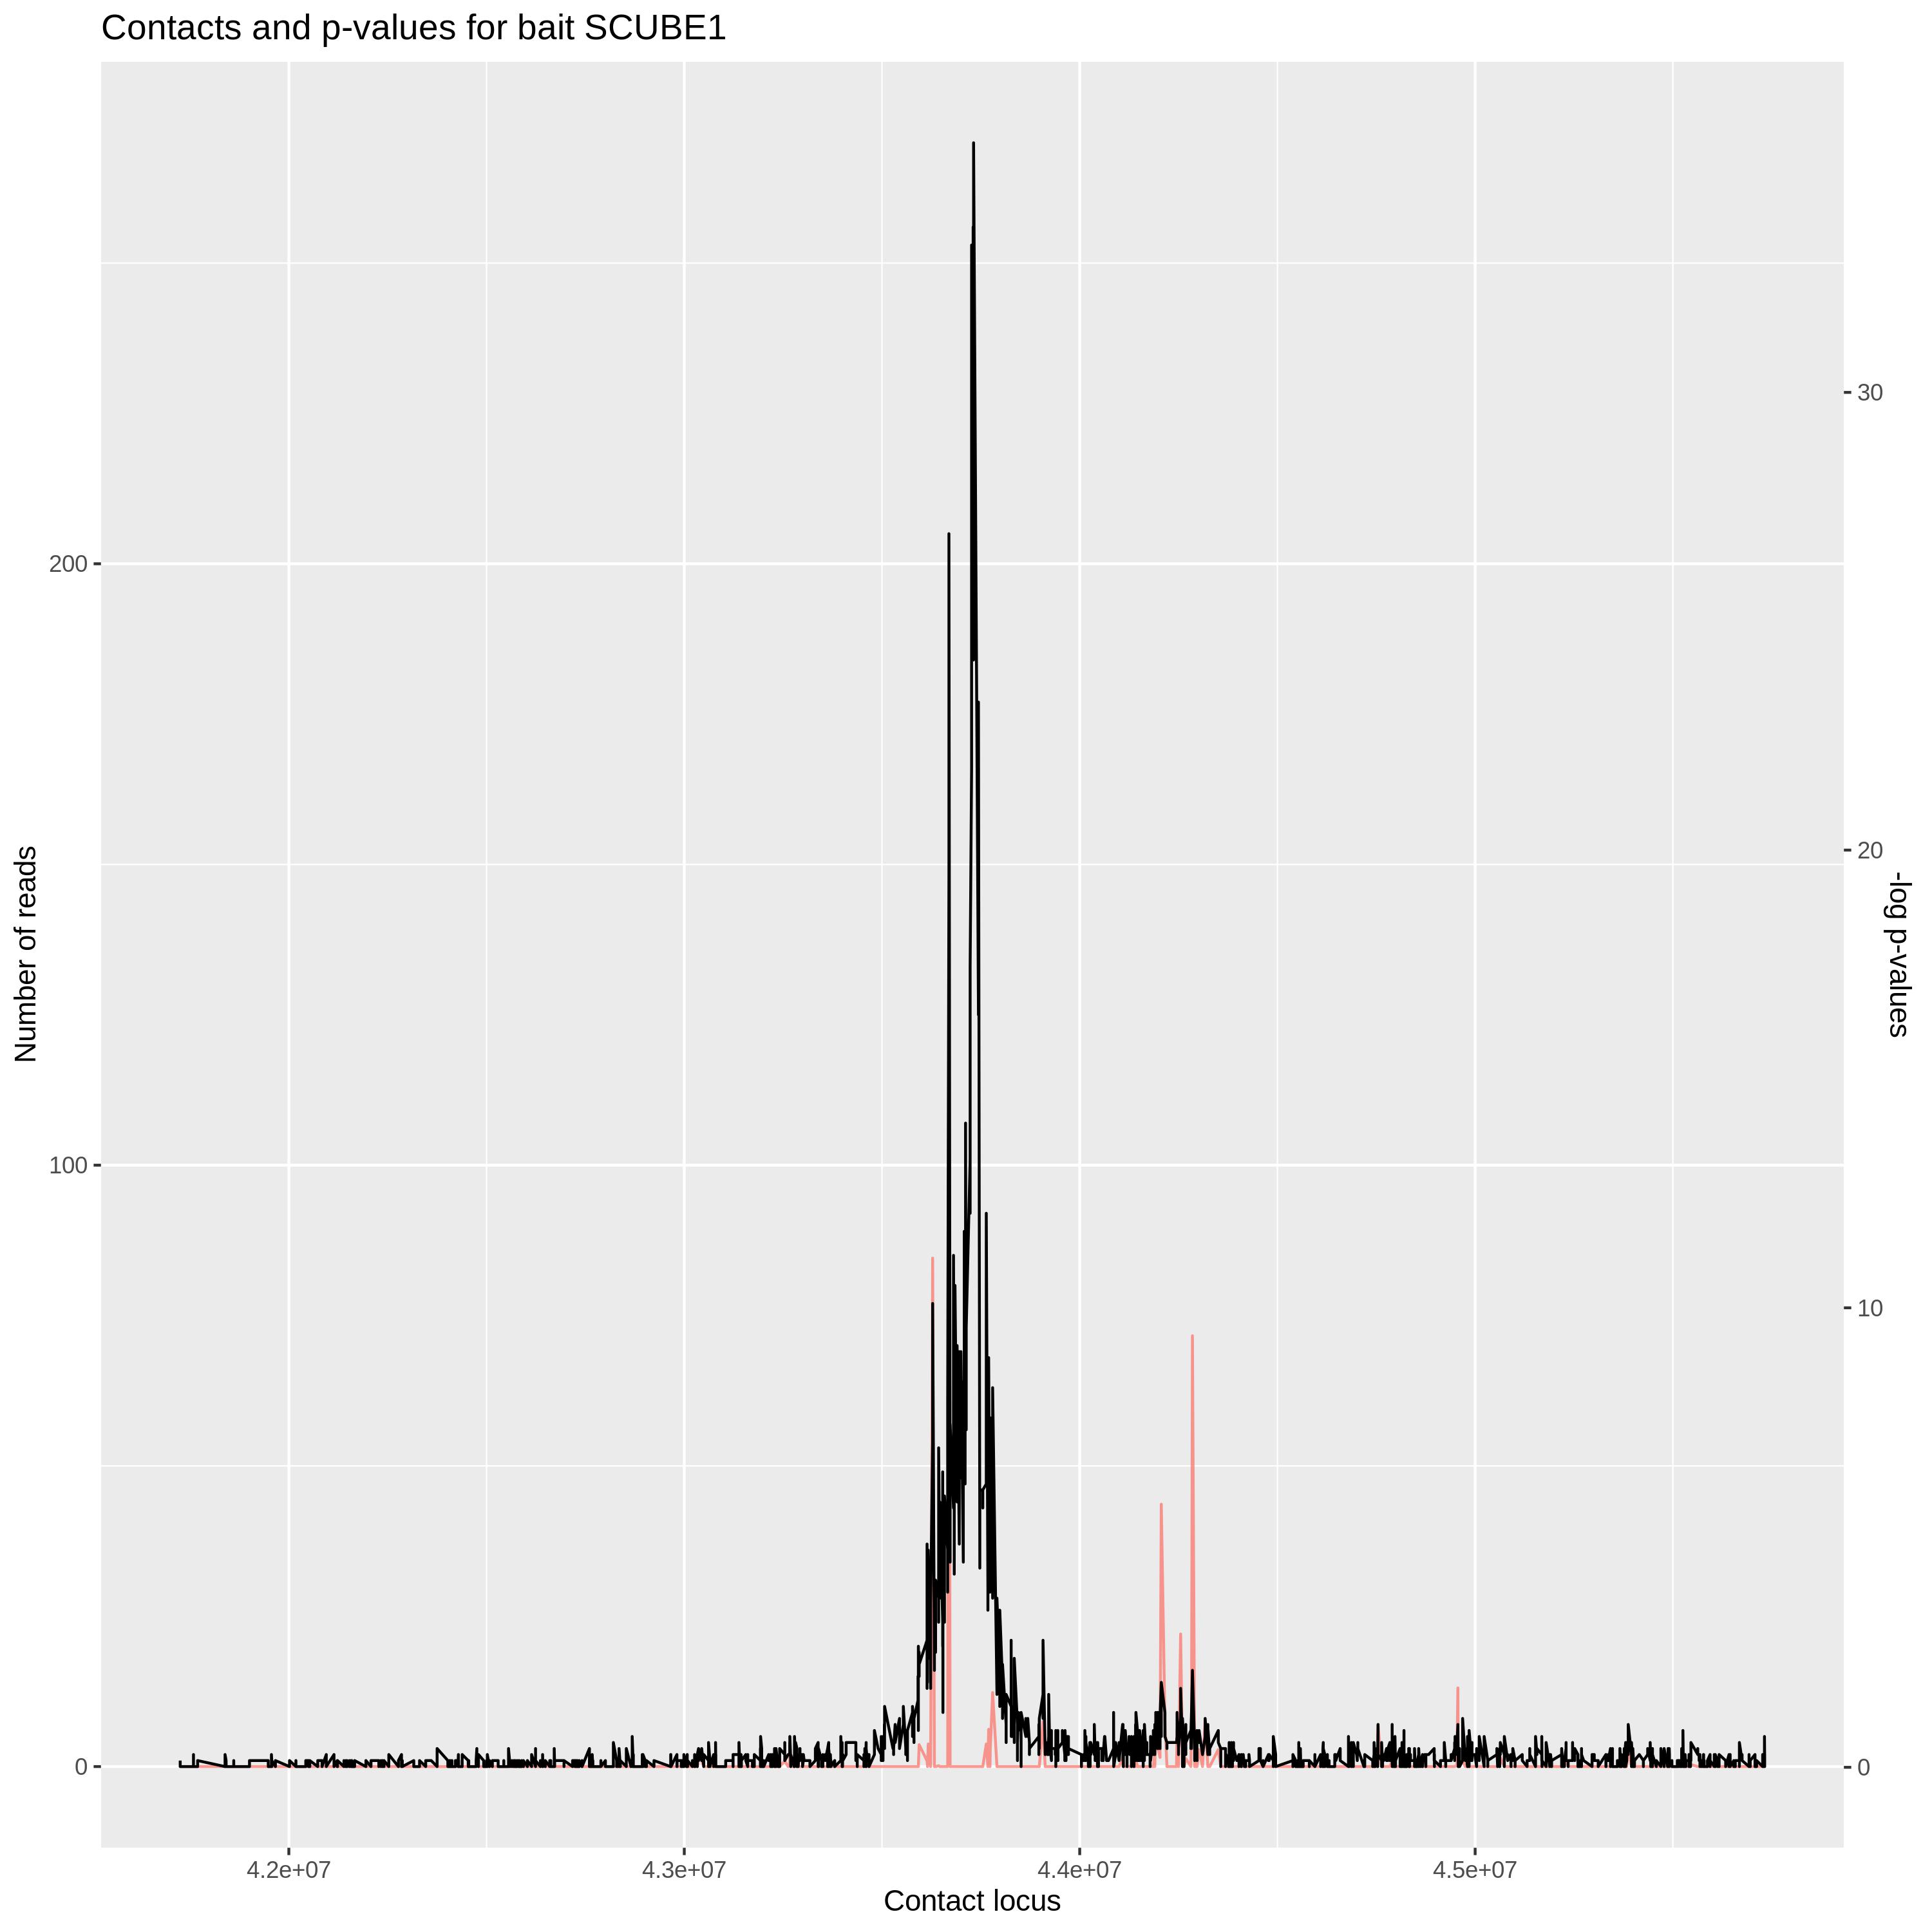 Contacts and p-values for bait SCUBE1
Number of reads
200
100
0
30
20
10
0
-log p-values
4.2e+07
4.3e+07
4.4e+07
4.5e+07
Contact locus